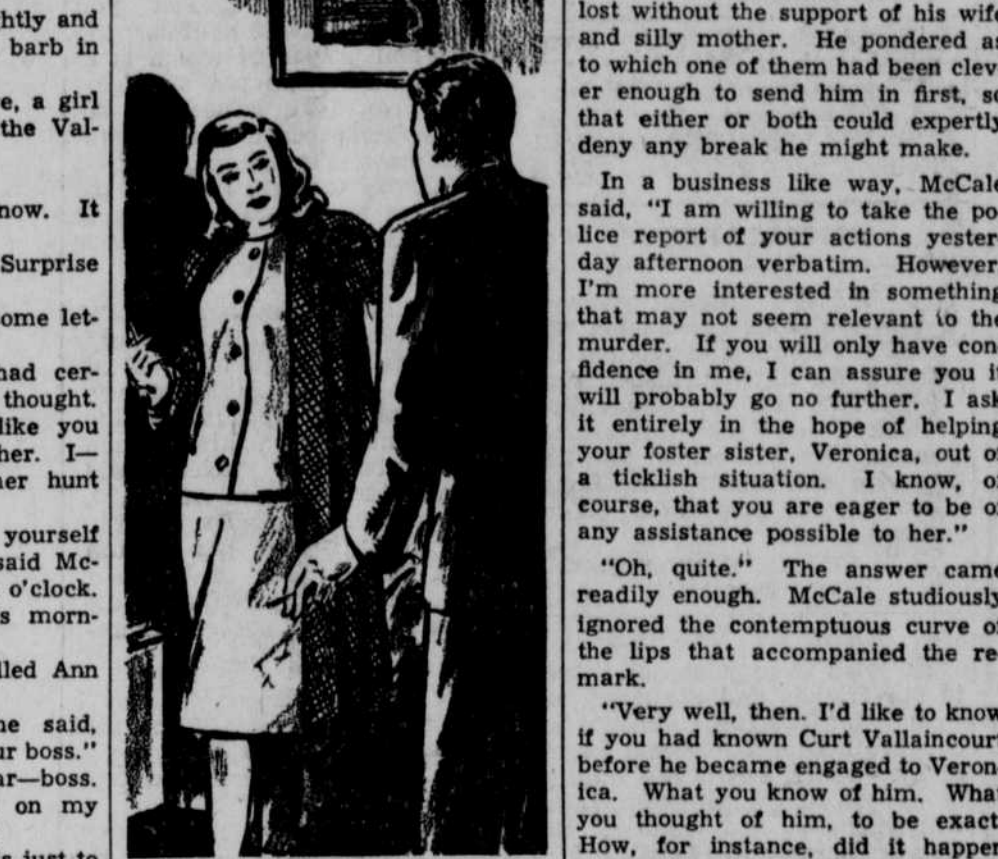 htly and
barb in
e, a girl
the Val-
now. It
Surprise
ome let-
had cer-
thought.
like you
her. I—
er hunt
yourself
said Mc-
o'clock.
s morn-
lled Ann
he said,
ur boss."
ar—boss.
on my
s just to
lost without the support of his wife
and silly mother. He pondered as
to which one of them had been clev-
er enough to send him in first, so
that either or both could expertly
deny any break he might make.
In a business like way, McCale
said, "I am willing to take the po-
lice report of your actions yester-
day afternoon verbatim. However,
I'm more interested in something
that may not seem relevant to the
murder. If you will only have con-
fidence in me, I can assure you it
will probably go no further. I ask
it entirely in the hope of helping
your foster sister, Veronica, out of
a ticklish situation. I know, of
course, that you are eager to be of
any assistance possible to her."
"Oh, quite." The answer came
readily enough. McCale studiously
ignored the contemptuous curve of
the lips that accompanied the re-
mark.
"Very well, then. I'd like to know
if you had known Curt Vallaincourt
before he became engaged to Veron-
ica. What you know of him. What
you thought of him, to be exact.
How, for instance, did it happen